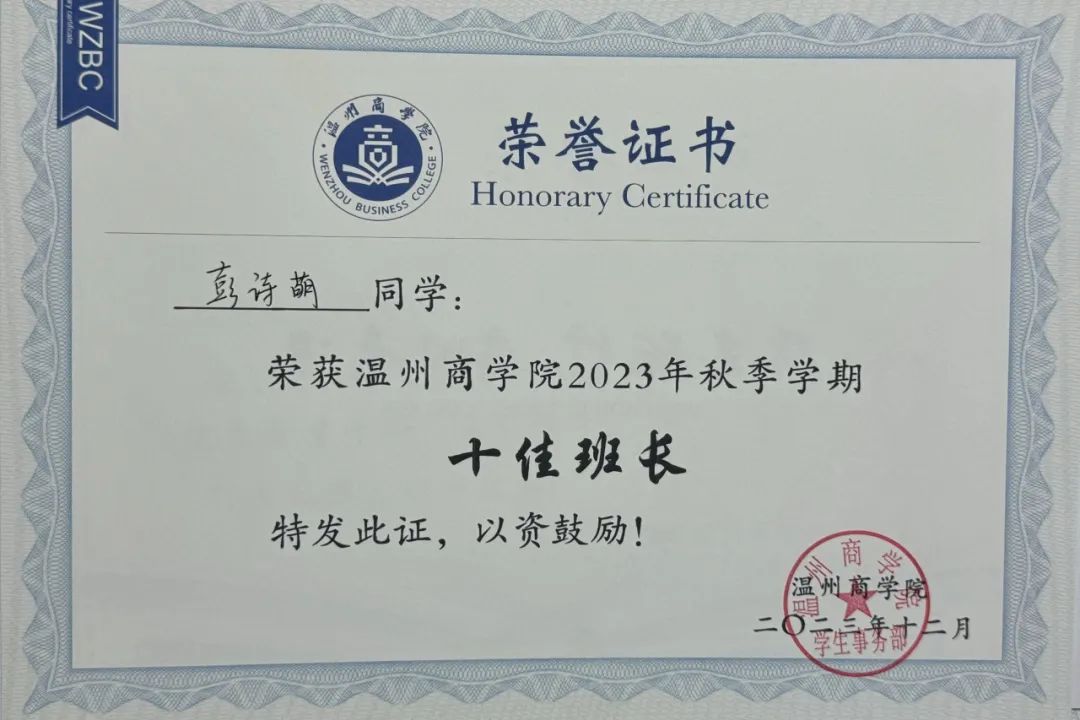 WZBC
温州商学院
WENZHOU BUSINESS COLLEGE
荣誉证书
Honorary Certificate
彭诗萌 同学：
荣获温州商学院2023年秋季学期
十佳班长
特发此证，以资鼓励！
温州商学院
二〇二三年十二月
温州商学院
学生事务部